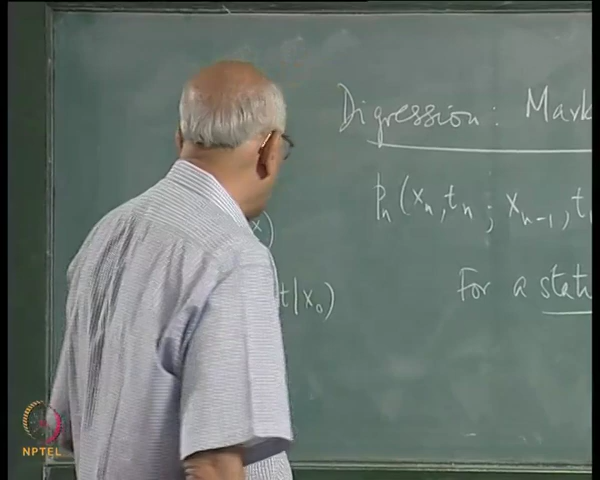 Digression: Mark
pₙ(xₙ,tₙ; xₙ₋₁,t
x)
For a stati
t|x₀)
NPTEL